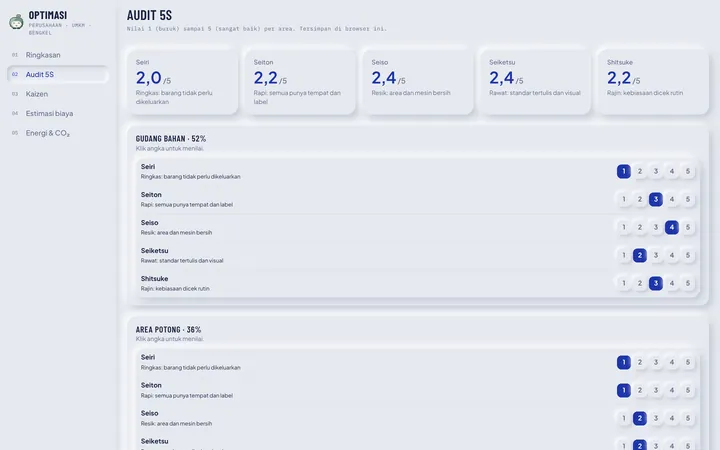 OPTIMASI
PERUSAHAAN · UMKM · BENGKEL
01 Ringkasan
02 Audit 5S
03 Kaizen
04 Estimasi biaya
05 Energi & CO₂
AUDIT 5S
Nilai 1 (buruk) sampai 5 (sangat baik) per area. Tersimpan di browser ini.
Seiri
2,0/5
Ringkas: barang tidak perlu dikeluarkan
Seiton
2,2/5
Rapi: semua punya tempat dan label
Seiso
2,4/5
Resik: area dan mesin bersih
Seiketsu
2,4/5
Rawat: standar tertulis dan visual
Shitsuke
2,2/5
Rajin: kebiasaan dicek rutin
GUDANG BAHAN · 52%
Klik angka untuk menilai.
Seiri
Ringkas: barang tidak perlu dikeluarkan
1 2 3 4 5
Seiton
Rapi: semua punya tempat dan label
1 2 3 4 5
Seiso
Resik: area dan mesin bersih
1 2 3 4 5
Seiketsu
Rawat: standar tertulis dan visual
1 2 3 4 5
Shitsuke
Rajin: kebiasaan dicek rutin
1 2 3 4 5
AREA POTONG · 36%
Klik angka untuk menilai.
Seiri
Ringkas: barang tidak perlu dikeluarkan
1 2 3 4 5
Seiton
Rapi: semua punya tempat dan label
1 2 3 4 5
Seiso
Resik: area dan mesin bersih
1 2 3 4 5
Seiketsu
1 2 3 4 5